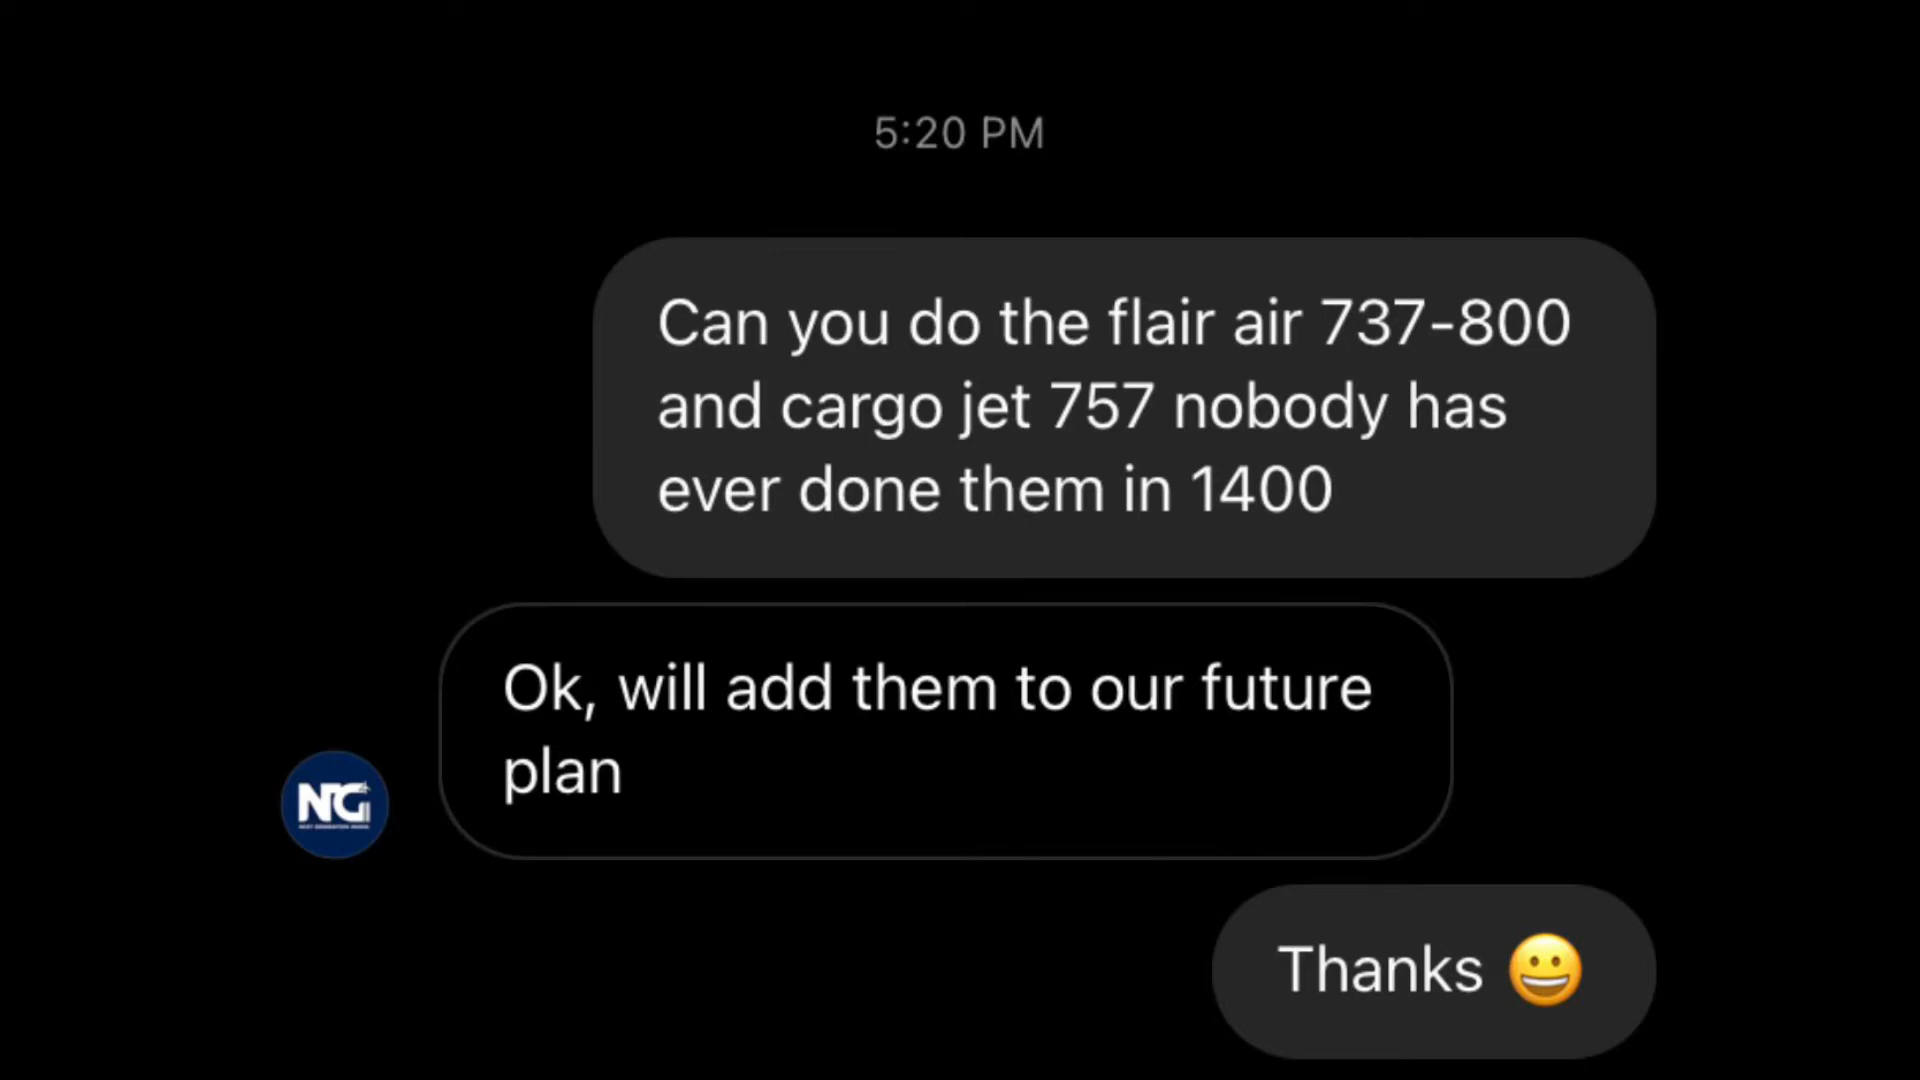 5:20 PM
Can you do the flair air 737-800
and cargo jet 757 nobody has
ever done them in 1400
Ok, will add them to our future
plan
NG
Thanks 😀